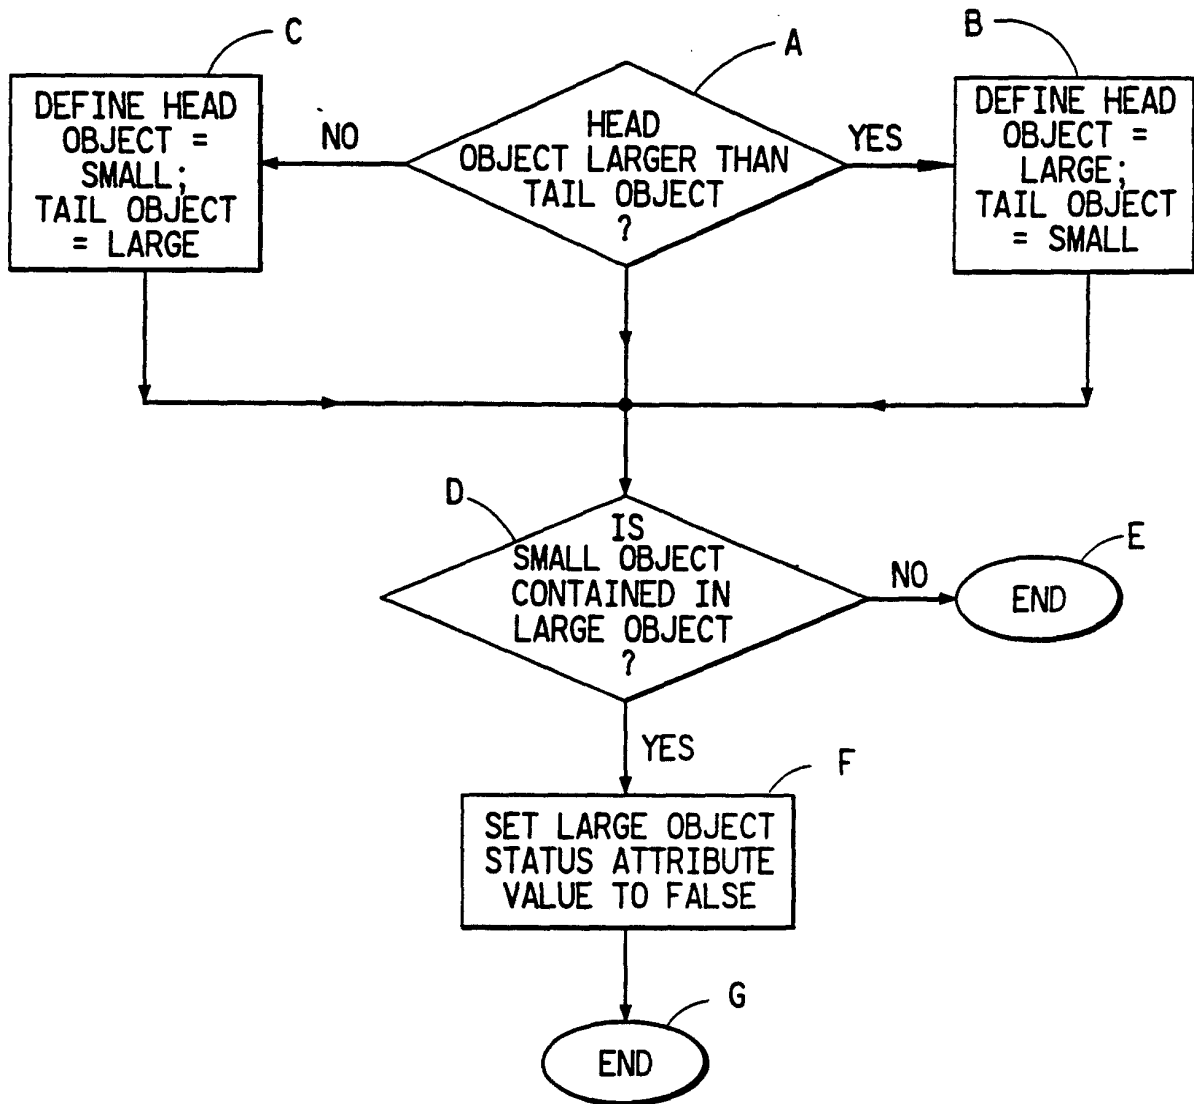 C
DEFINE HEAD
OBJECT =
SMALL;
TAIL OBJECT
= LARGE
NO
A
HEAD
OBJECT LARGER THAN
TAIL OBJECT
?
YES
B
DEFINE HEAD
OBJECT =
LARGE;
TAIL OBJECT
= SMALL
D
IS
SMALL OBJECT
CONTAINED IN
LARGE OBJECT
?
NO
E
END
YES
F
SET LARGE OBJECT
STATUS ATTRIBUTE
VALUE TO FALSE
G
END